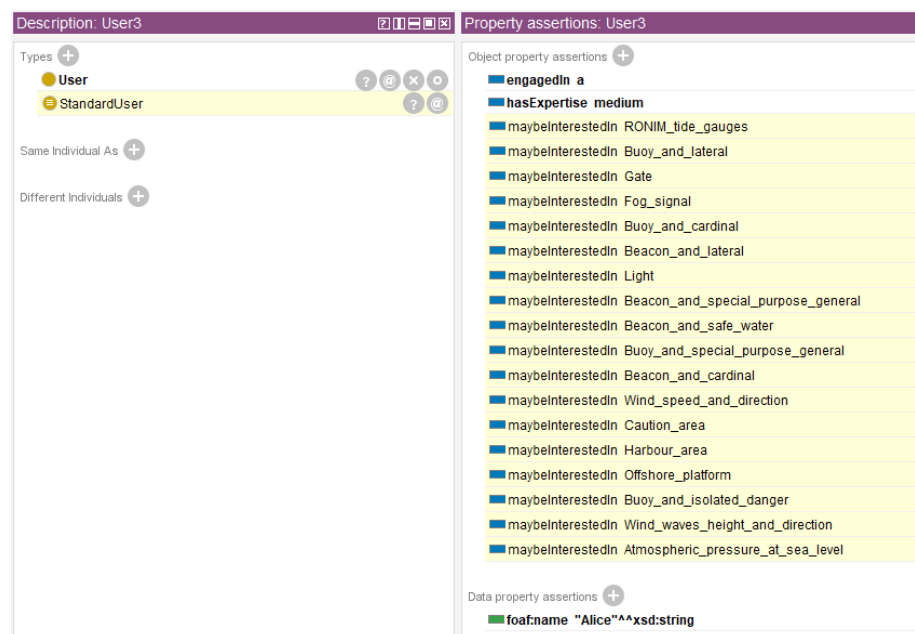 Description: User3
Types
User
StandardUser
Same Individual As
Different Individuals
Property assertions: User3
Object property assertions
engagedIn a
hasExpertise medium
maybeInterestedIn RONIM_tide_gauges
maybeInterestedIn Buoy_and_lateral
maybeInterestedIn Gate
maybeInterestedIn Fog_signal
maybeInterestedIn Buoy_and_cardinal
maybeInterestedIn Beacon_and_lateral
maybeInterestedIn Light
maybeInterestedIn Beacon_and_special_purpose_general
maybeInterestedIn Beacon_and_safe_water
maybeInterestedIn Buoy_and_special_purpose_general
maybeInterestedIn Beacon_and_cardinal
maybeInterestedIn Wind_speed_and_direction
maybeInterestedIn Caution_area
maybeInterestedIn Harbour_area
maybeInterestedIn Offshore_platform
maybeInterestedIn Buoy_and_isolated_danger
maybeInterestedIn Wind_waves_height_and_direction
maybeInterestedIn Atmospheric_pressure_at_sea_level
Data property assertions
foaf:name "Alice"^^xsd:string